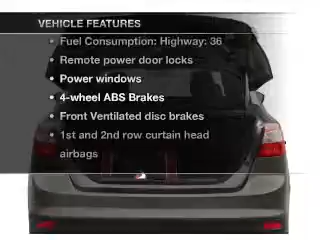 VEHICLE FEATURES
• Fuel Consumption: Highway: 36
• Remote power door locks
• Power windows
• 4-wheel ABS Brakes
• Front Ventilated disc brakes
• 1st and 2nd row curtain head
airbags